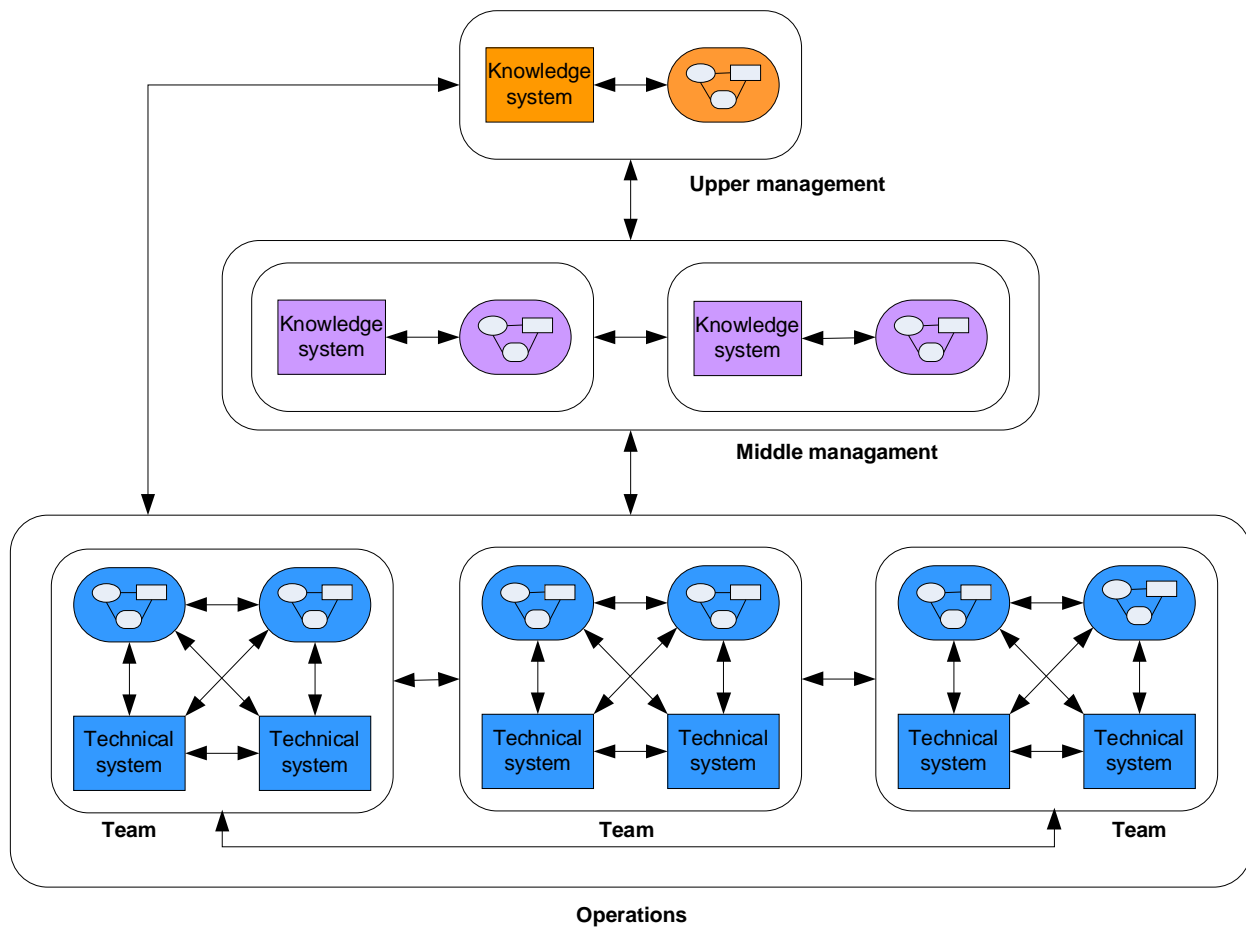 Knowledge
system
Upper management
Knowledge
system
Knowledge
system
Middle managament
Technical
system
Technical
system
Technical
system
Technical
system
Technical
system
Technical
system
Team
Team
Team
Operations